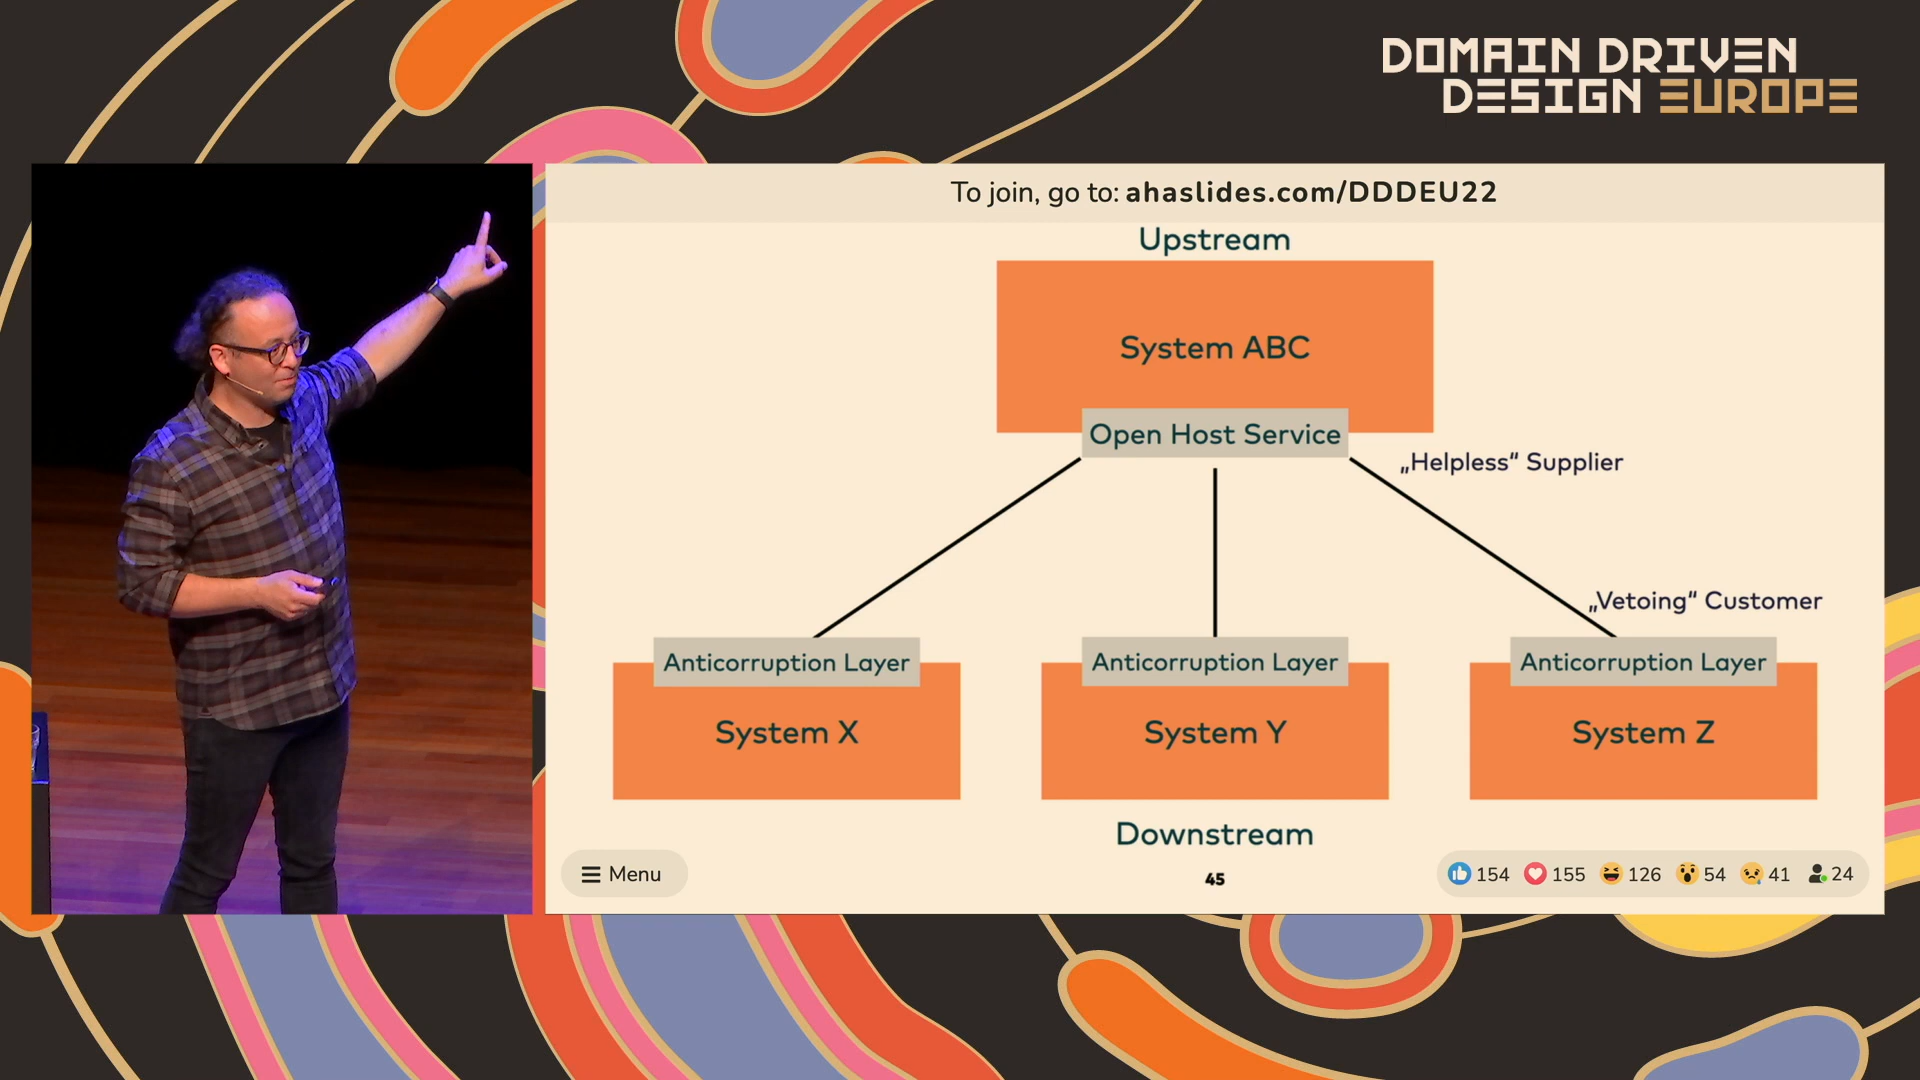 DOMAIN DRIVEN
DESIGN EUROPE
To join, go to: ahaslides.com/DDDEU22
Upstream
System ABC
Open Host Service
„Helpless“ Supplier
„Vetoing“ Customer
Anticorruption Layer
Anticorruption Layer
Anticorruption Layer
System X
System Y
System Z
Downstream
Menu
45
154
155
126
54
41
24